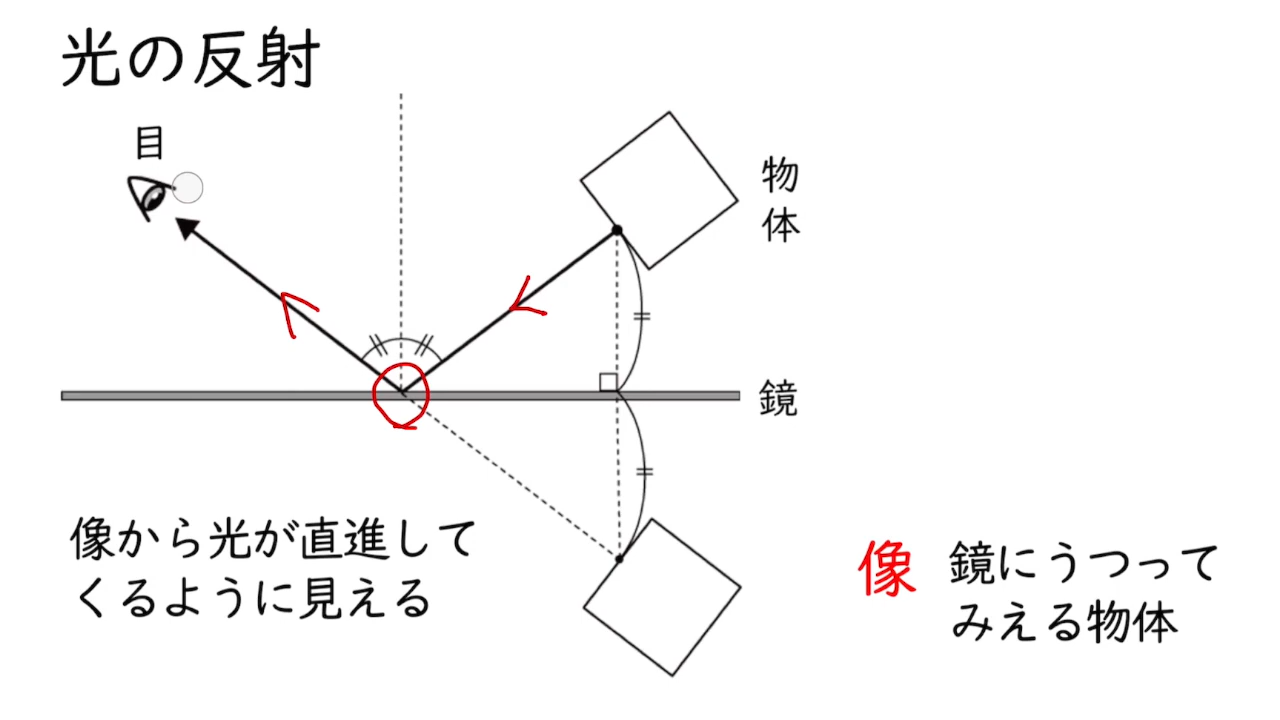 光の反射
目
物
体
鏡
像から光が直進して
くるように見える
像 鏡にうつって
みえる物体